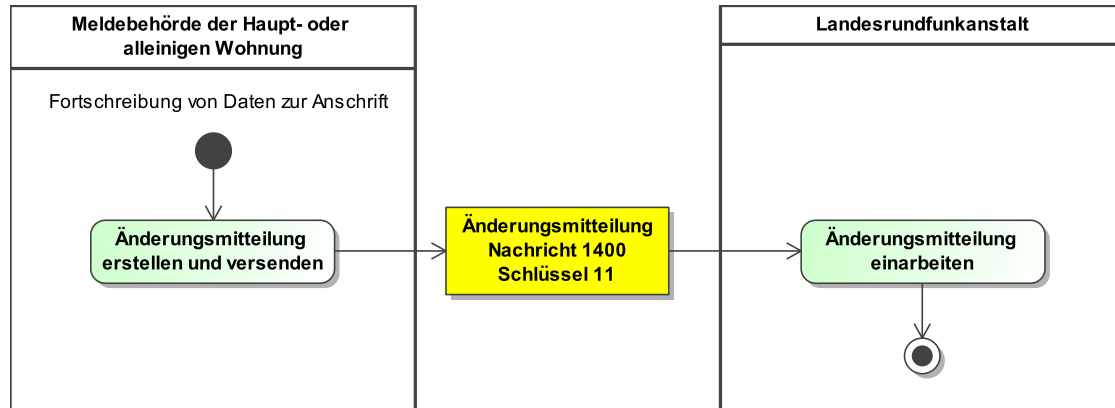 Meldebehörde der Haupt- oder
alleinigen Wohnung
Landesrundfunkanstalt
Fortschreibung von Daten zur Anschrift
Änderungsmitteilung
erstellen und versenden
Änderungsmitteilung
Nachricht 1400
Schlüssel 11
Änderungsmitteilung
einarbeiten